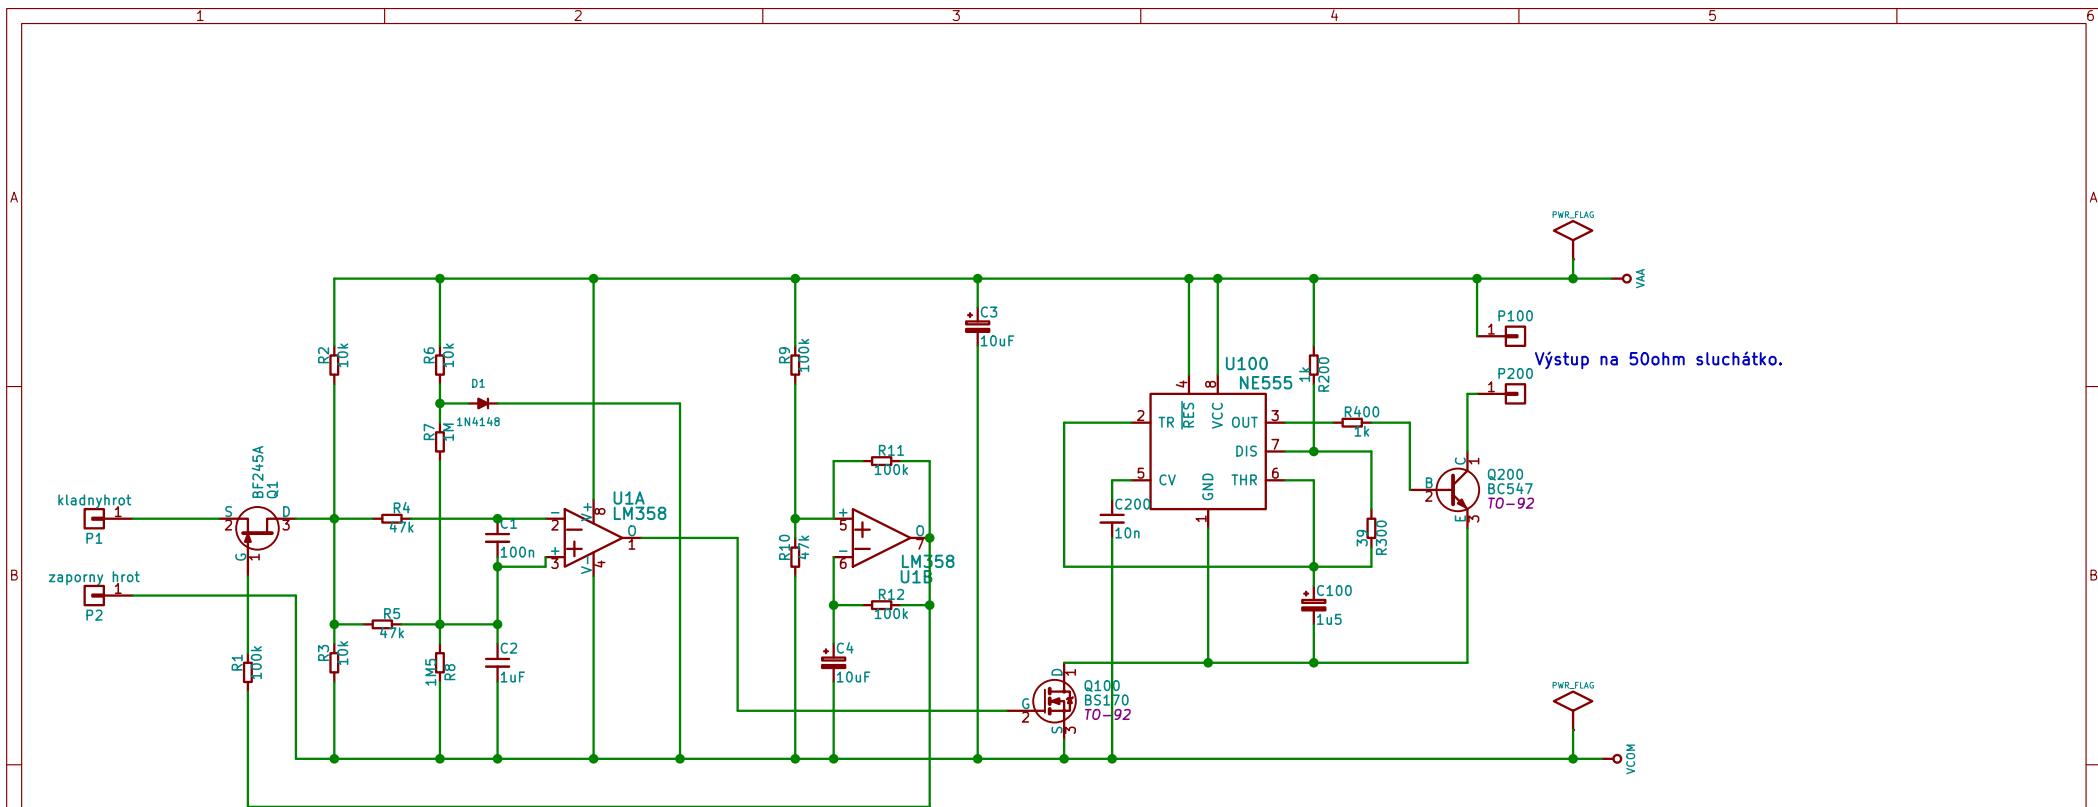 1 2 3 4 5 6
A A
B B
PWR_FLAG
VAA
C3
10uF
P100
1
Výstup na 50ohm sluchátko.
P200
1
R2
10k
R6
10k
D1
1N4148
R7
1M
R9
100k
U100
NE555
4
8
2 TR
RES
VCC
OUT 3
DIS 7
5 CV
GND
THR 6
1
1k
R200
R400
1k
R11
100k
BF245A
Q1
kladnyhrot
1
P1
S
2
D
3
G
1
R4
47k
C1
100n
U1A
LM358
-
2
+
3
V+
8
V-
4
O
1
R10
47k
+
5
-
6
O
7
LM358
U1B
C200
10n
39
R300
B
2
C
1
E
3
Q200
BC547
TO-92
zaporny hrot
1
P2
R5
47k
R12
100k
C100
1u5
R1
100k
R3
10k
1M5
R8
C2
1uF
C4
10uF
D
1
G
2
S
3
Q100
BS170
TO-92
PWR_FLAG
VCOM